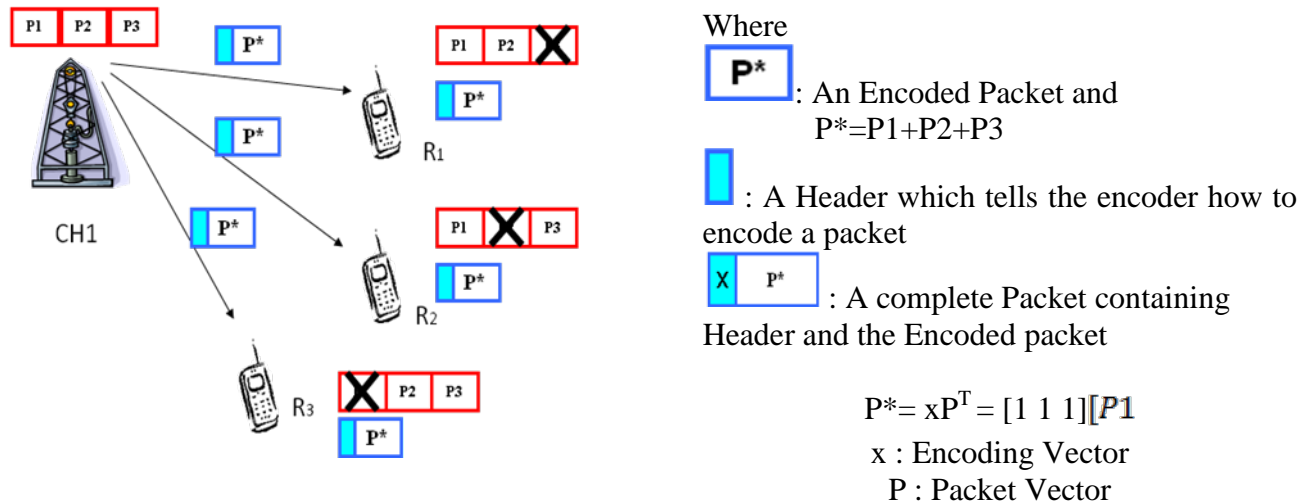 P1 P2 P3
P*
P1 P2
P*
R1
P*
CH1
P*
P1 P3
P*
R2
P2 P3
R3
P*
Where
P*
: An Encoded Packet and
P*=P1+P2+P3
: A Header which tells the encoder how to
encode a packet
X P*
: A complete Packet containing
Header and the Encoded packet
P*= xPᵀ = [1 1 1][P1
x : Encoding Vector
P : Packet Vector